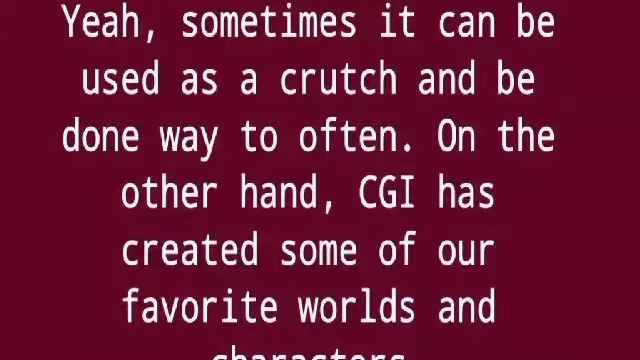 Yeah, sometimes it can be
used as a crutch and be
done way to often. On the
other hand, CGI has
created some of our
favorite worlds and
characters.